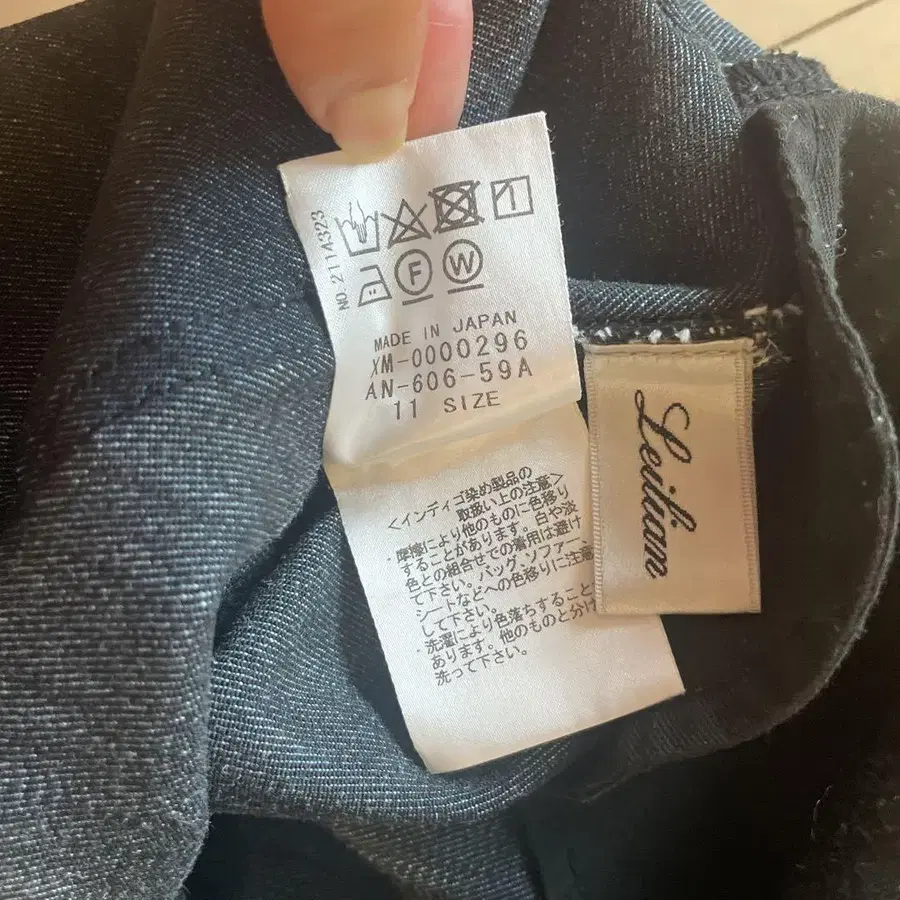 NO. 2114323
F W
MADE IN JAPAN
XM-0000296
AN-606-59A
11 SIZE
<インディゴ染め製品の
取扱い上の注意>
・摩擦により他のものに色移り
することがあります。白や淡
色との組合せでの着用は避け
て下さい。バッグ、ソファー、
シートなどへの色移りに注意
して下さい。
・洗濯により色落ちすること
あります。他のものと分け
洗って下さい。
Leilian